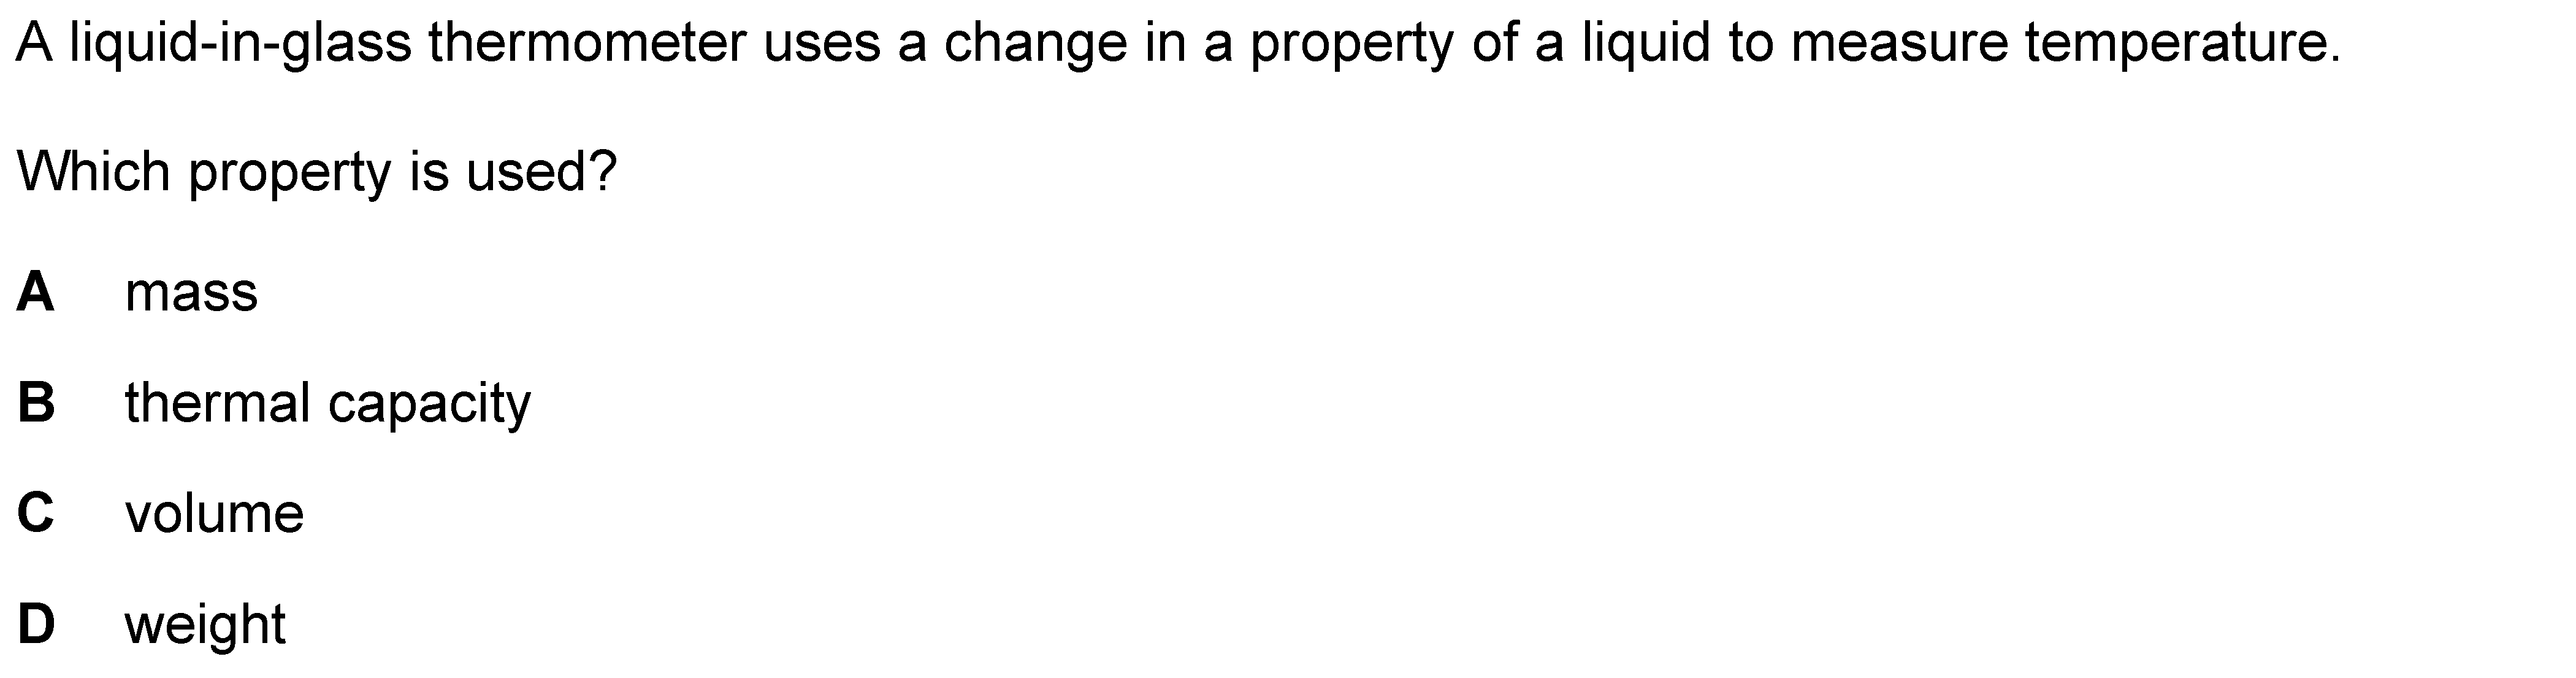 A liquid-in-glass thermometer uses a change in a property of a liquid to measure temperature.
Which property is used?
A mass
B thermal capacity
C volume
D weight